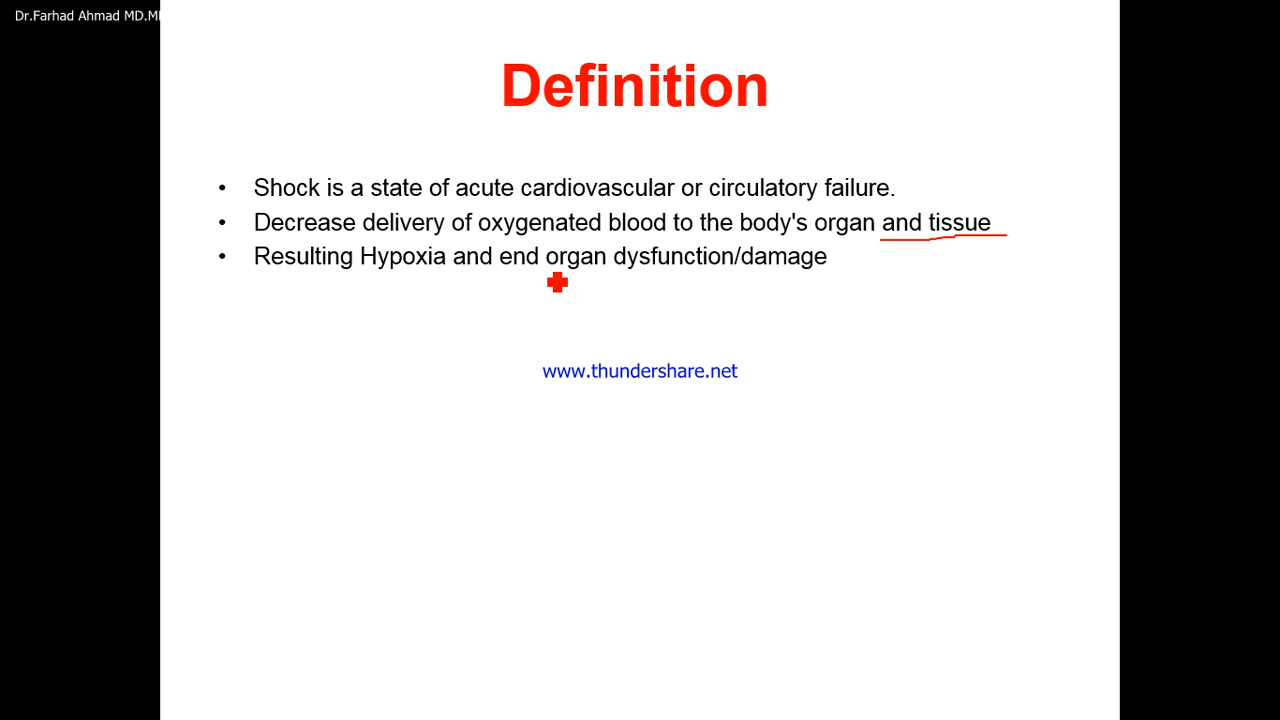 Dr.Farhad Ahmad MD.
Definition
• Shock is a state of acute cardiovascular or circulatory failure.
• Decrease delivery of oxygenated blood to the body's organ and tissue
• Resulting Hypoxia and end organ dysfunction/damage
www.thundershare.net